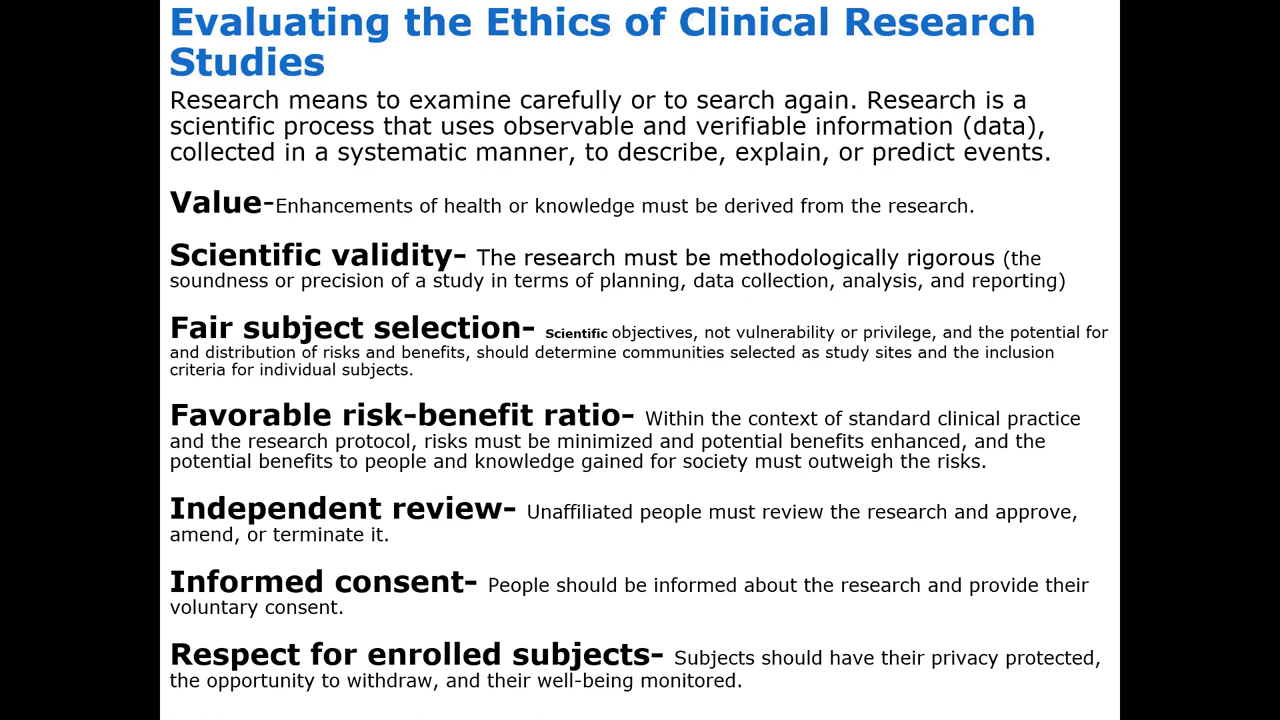 Evaluating the Ethics of Clinical Research
Studies
Research means to examine carefully or to search again. Research is a
scientific process that uses observable and verifiable information (data),
collected in a systematic manner, to describe, explain, or predict events.
Value-Enhancements of health or knowledge must be derived from the research.
Scientific validity- The research must be methodologically rigorous (the
soundness or precision of a study in terms of planning, data collection, analysis, and reporting)
Fair subject selection- Scientific objectives, not vulnerability or privilege, and the potential for
and distribution of risks and benefits, should determine communities selected as study sites and the inclusion
criteria for individual subjects.
Favorable risk-benefit ratio- Within the context of standard clinical practice
and the research protocol, risks must be minimized and potential benefits enhanced, and the
potential benefits to people and knowledge gained for society must outweigh the risks.
Independent review- Unaffiliated people must review the research and approve,
amend, or terminate it.
Informed consent- People should be informed about the research and provide their
voluntary consent.
Respect for enrolled subjects- Subjects should have their privacy protected,
the opportunity to withdraw, and their well-being monitored.